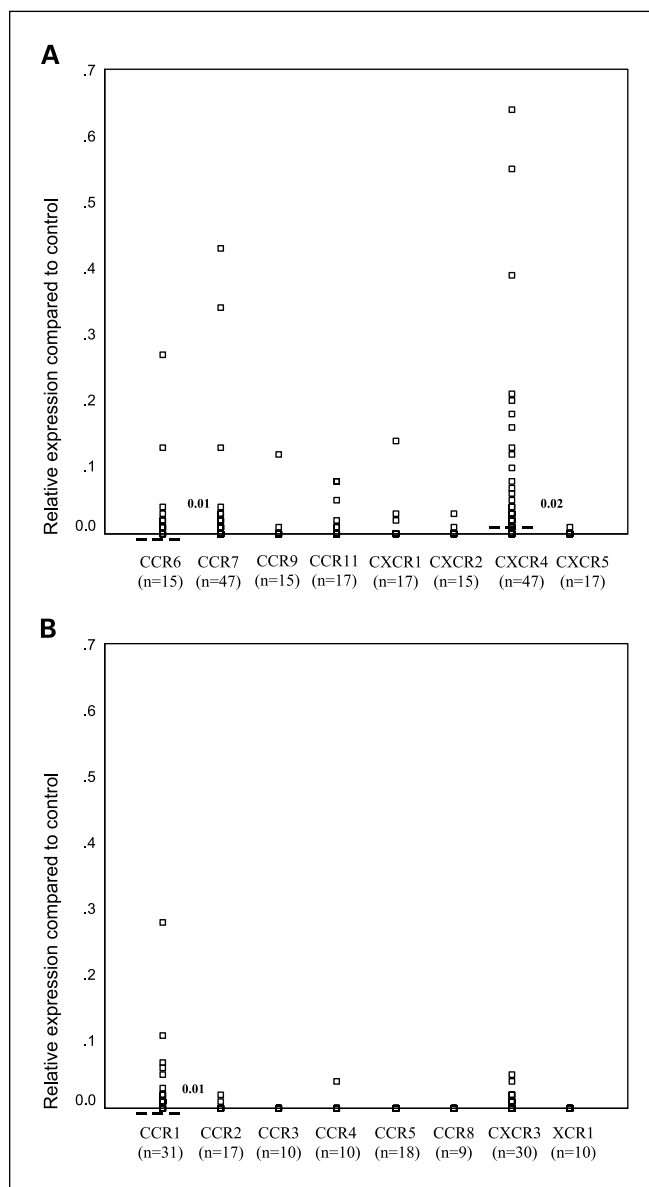 A
Relative expression compared to control
.7
.6
.5
.4
.3
.2
.1
0.0
0.01
0.02
CCR6 CCR7 CCR9 CCR11 CXCR1 CXCR2 CXCR4 CXCR5
(n=15) (n=47) (n=15) (n=17) (n=17) (n=15) (n=47) (n=17)
B
Relative expression compared to control
.7
.6
.5
.4
.3
.2
.1
0.0
0.01
CCR1 CCR2 CCR3 CCR4 CCR5 CCR8 CXCR3 XCR1
(n=31) (n=17) (n=10) (n=10) (n=18) (n=9) (n=30) (n=10)